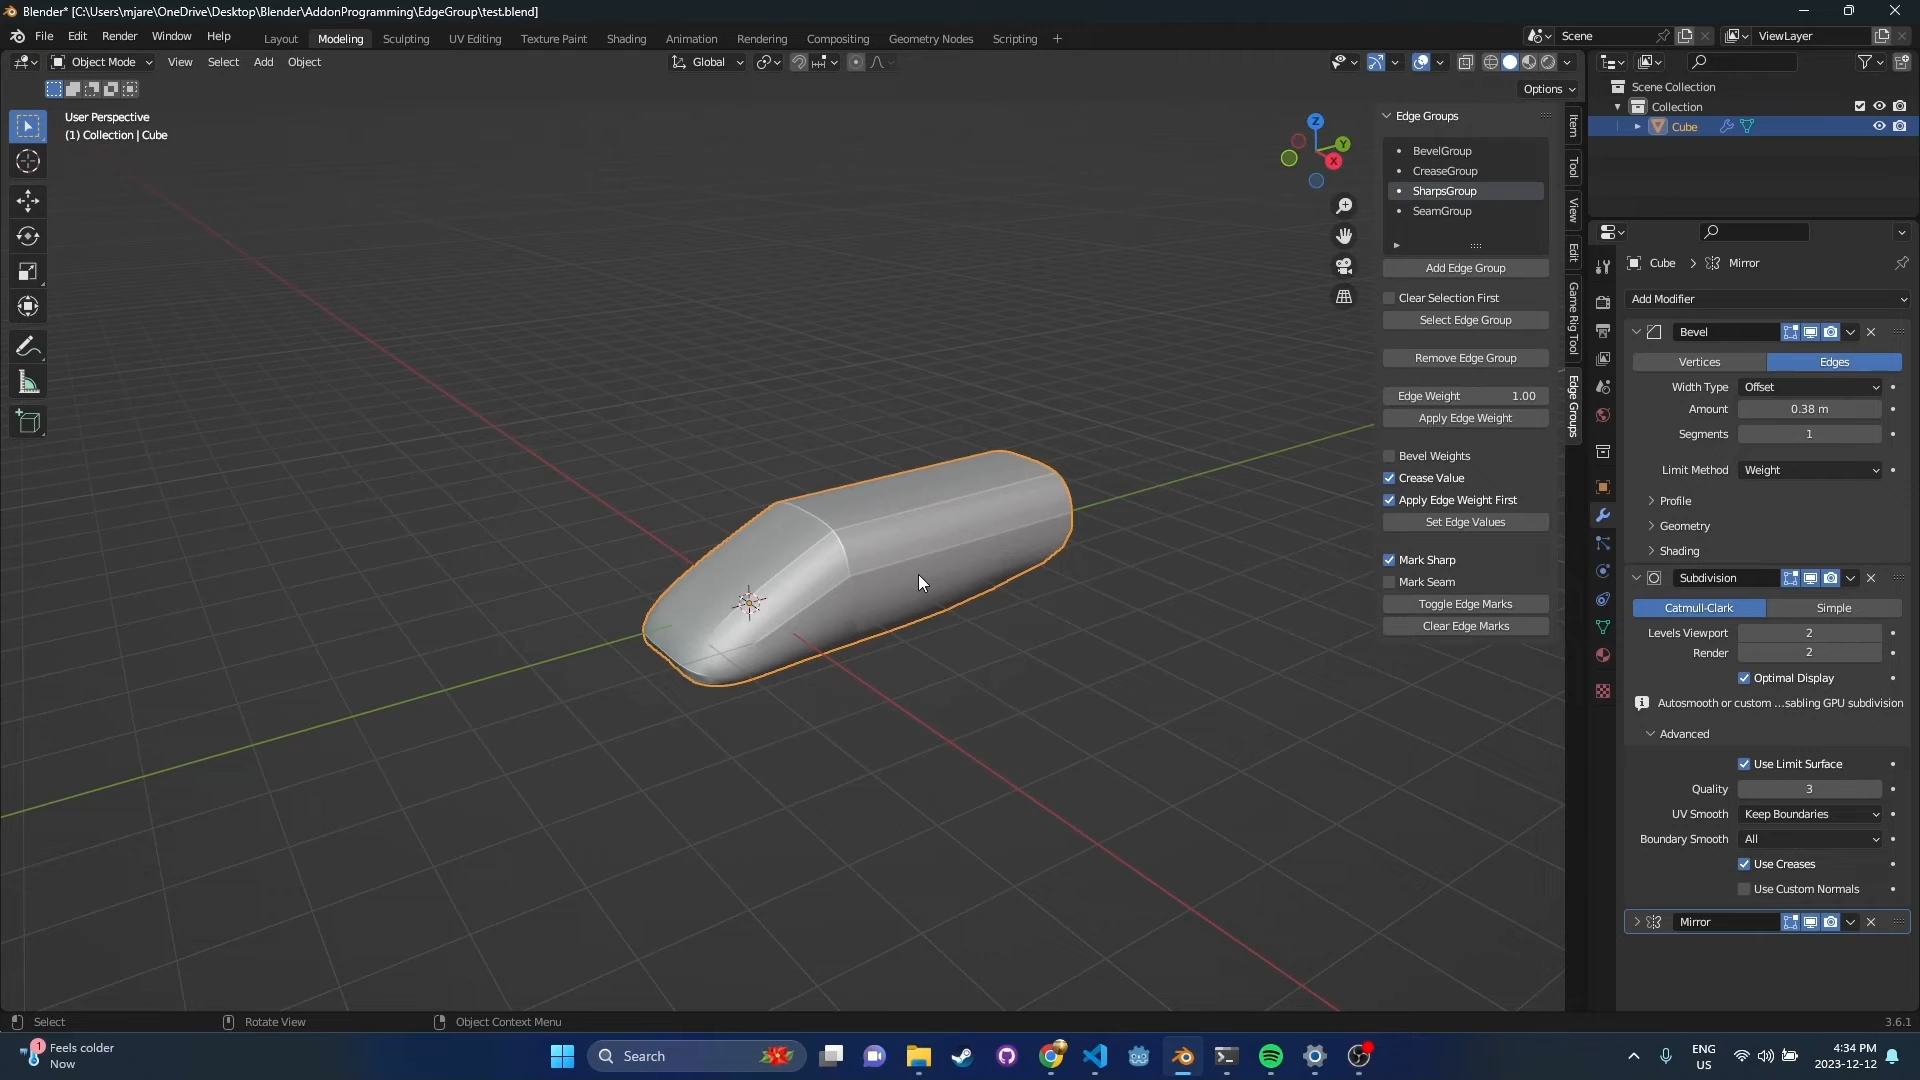 Blender* [C:\Users\mjare\OneDrive\Desktop\Blender\AddonProgramming\EdgeGroup\test.blend]
File Edit Render Window Help Layout Modeling Sculpting UV Editing Texture Paint Shading Animation Rendering Compositing Geometry Nodes Scripting + Scene ViewLayer
Object Mode View Select Add Object Global
Options
User Perspective
(1) Collection | Cube
Z
Y
X
Edge Groups
BevelGroup
CreaseGroup
SharpsGroup
SeamGroup
Add Edge Group
Clear Selection First
Select Edge Group
Remove Edge Group
Edge Weight 1.00
Apply Edge Weight
Bevel Weights
Crease Value
Apply Edge Weight First
Set Edge Values
Mark Sharp
Mark Seam
Toggle Edge Marks
Clear Edge Marks
Item
Tool
View
Edit
Game Rig Tool
Edge Groups
Scene Collection
Collection
Cube
Cube > Mirror
Add Modifier
Bevel
Vertices Edges
Width Type Offset
Amount 0.38 m
Segments 1
Limit Method Weight
Profile
Geometry
Shading
Subdivision
Catmull-Clark Simple
Levels Viewport 2
Render 2
Optimal Display
Autosmooth or custom ...sabling GPU subdivision
Advanced
Use Limit Surface
Quality 3
UV Smooth Keep Boundaries
Boundary Smooth All
Use Creases
Use Custom Normals
Mirror
Select Rotate View Object Context Menu 3.6.1
1
Feels colder
Now
Search
ENG
US
4:34 PM
2023-12-12